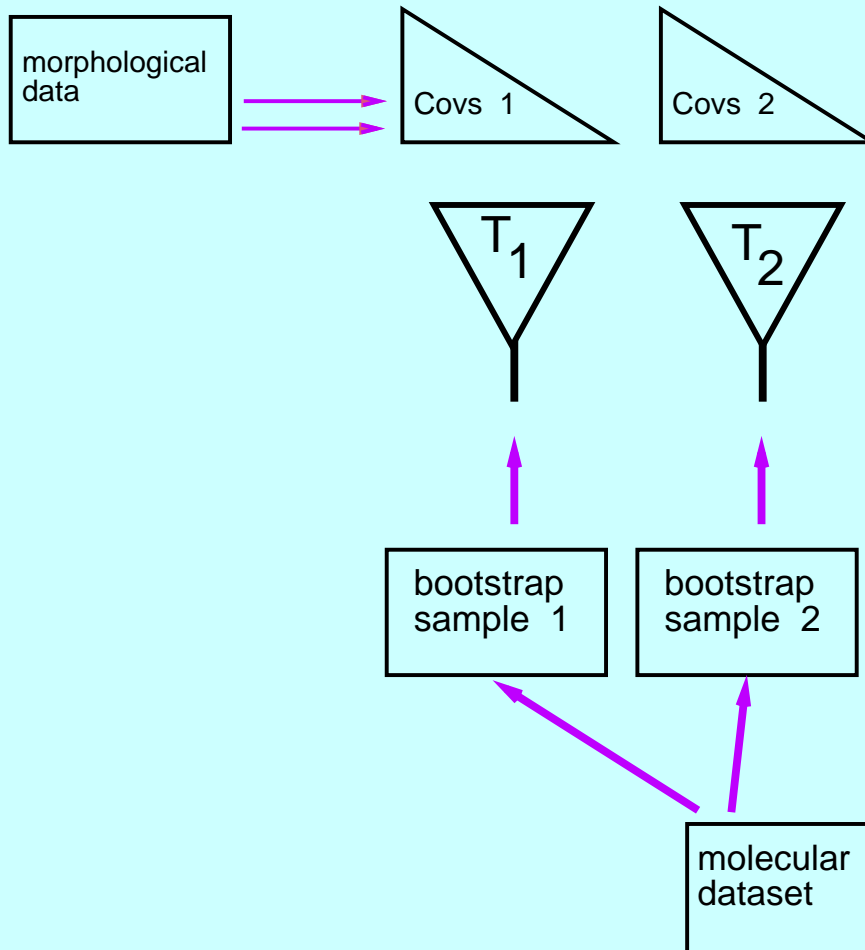 morphological
data
Covs 1
Covs 2
T1
T2
bootstrap
sample 1
bootstrap
sample 2
molecular
dataset